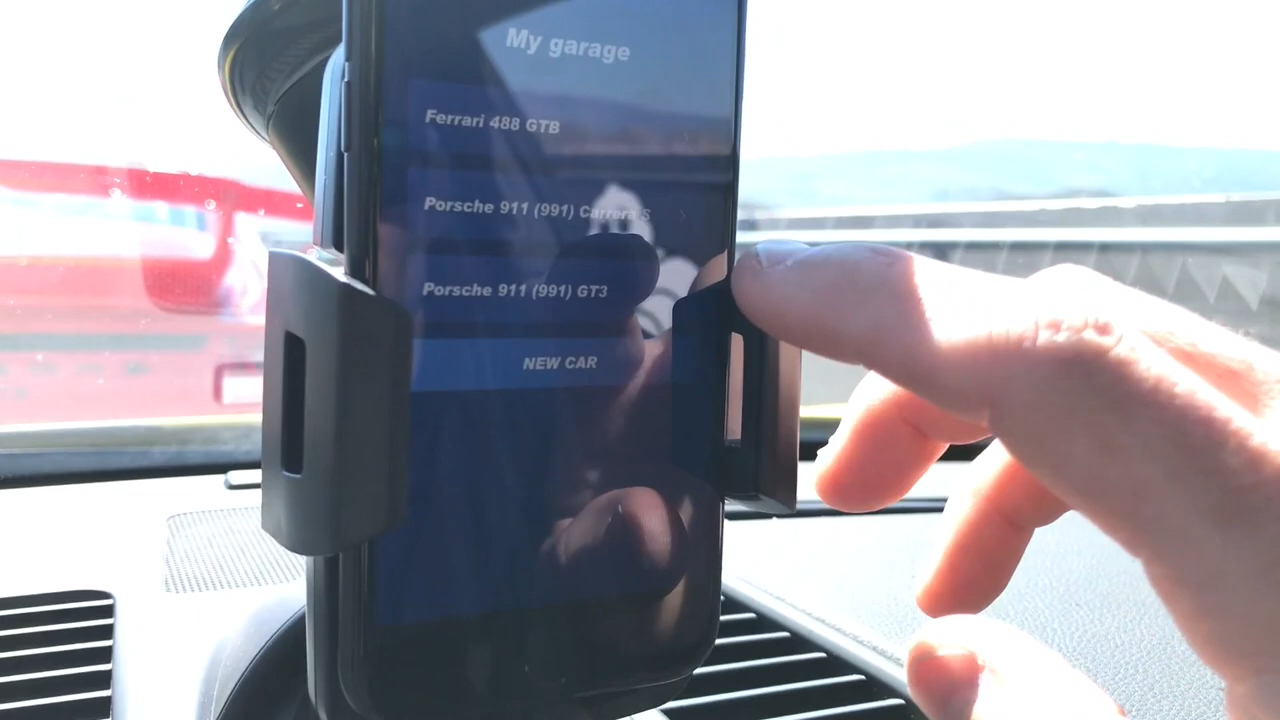 My garage
Ferrari 488 GTB
Porsche 911 (991) Carrera S
Porsche 911 (991) GT3
NEW CAR